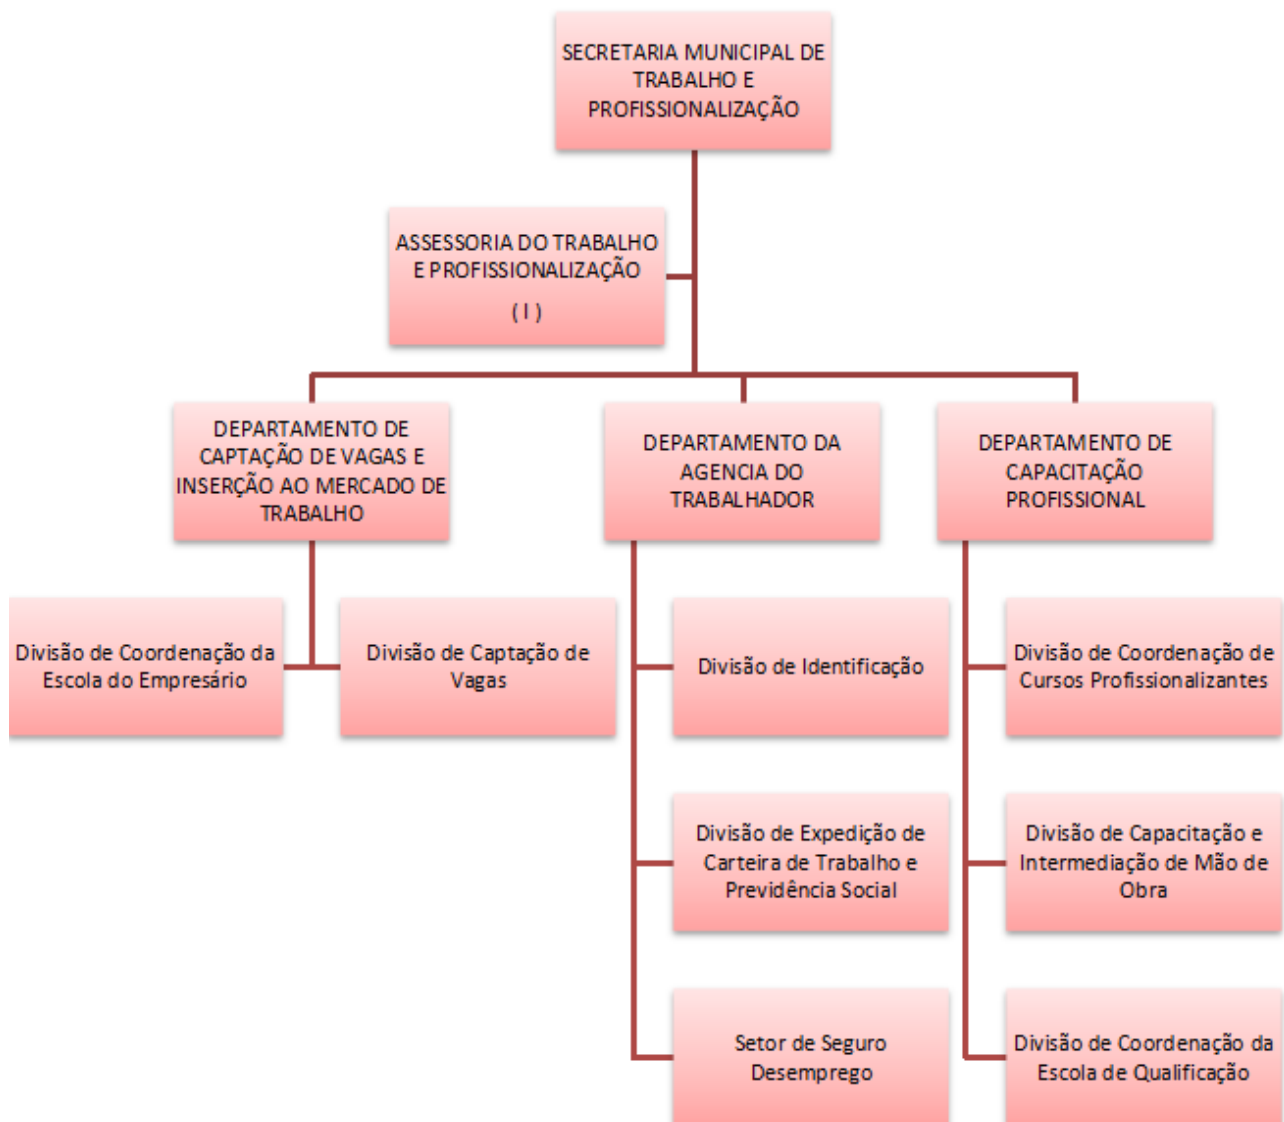 SECRETARIA MUNICIPAL DE
TRABALHO E
PROFISSIONALIZAÇÃO
ASSESSORIA DO TRABALHO
E PROFISSIONALIZAÇÃO
( I )
DEPARTAMENTO DE
CAPTAÇÃO DE VAGAS E
INSERÇÃO AO MERCADO DE
TRABALHO
DEPARTAMENTO DA
AGENCIA DO
TRABALHADOR
DEPARTAMENTO DE
CAPACITAÇÃO
PROFISSIONAL
Divisão de Coordenação da
Escola do Empresário
Divisão de Captação de
Vagas
Divisão de Identificação
Divisão de Coordenação de
Cursos Profissionalizantes
Divisão de Expedição de
Carteira de Trabalho e
Previdência Social
Divisão de Capacitação e
Intermediação de Mão de
Obra
Setor de Seguro
Desemprego
Divisão de Coordenação da
Escola de Qualificação